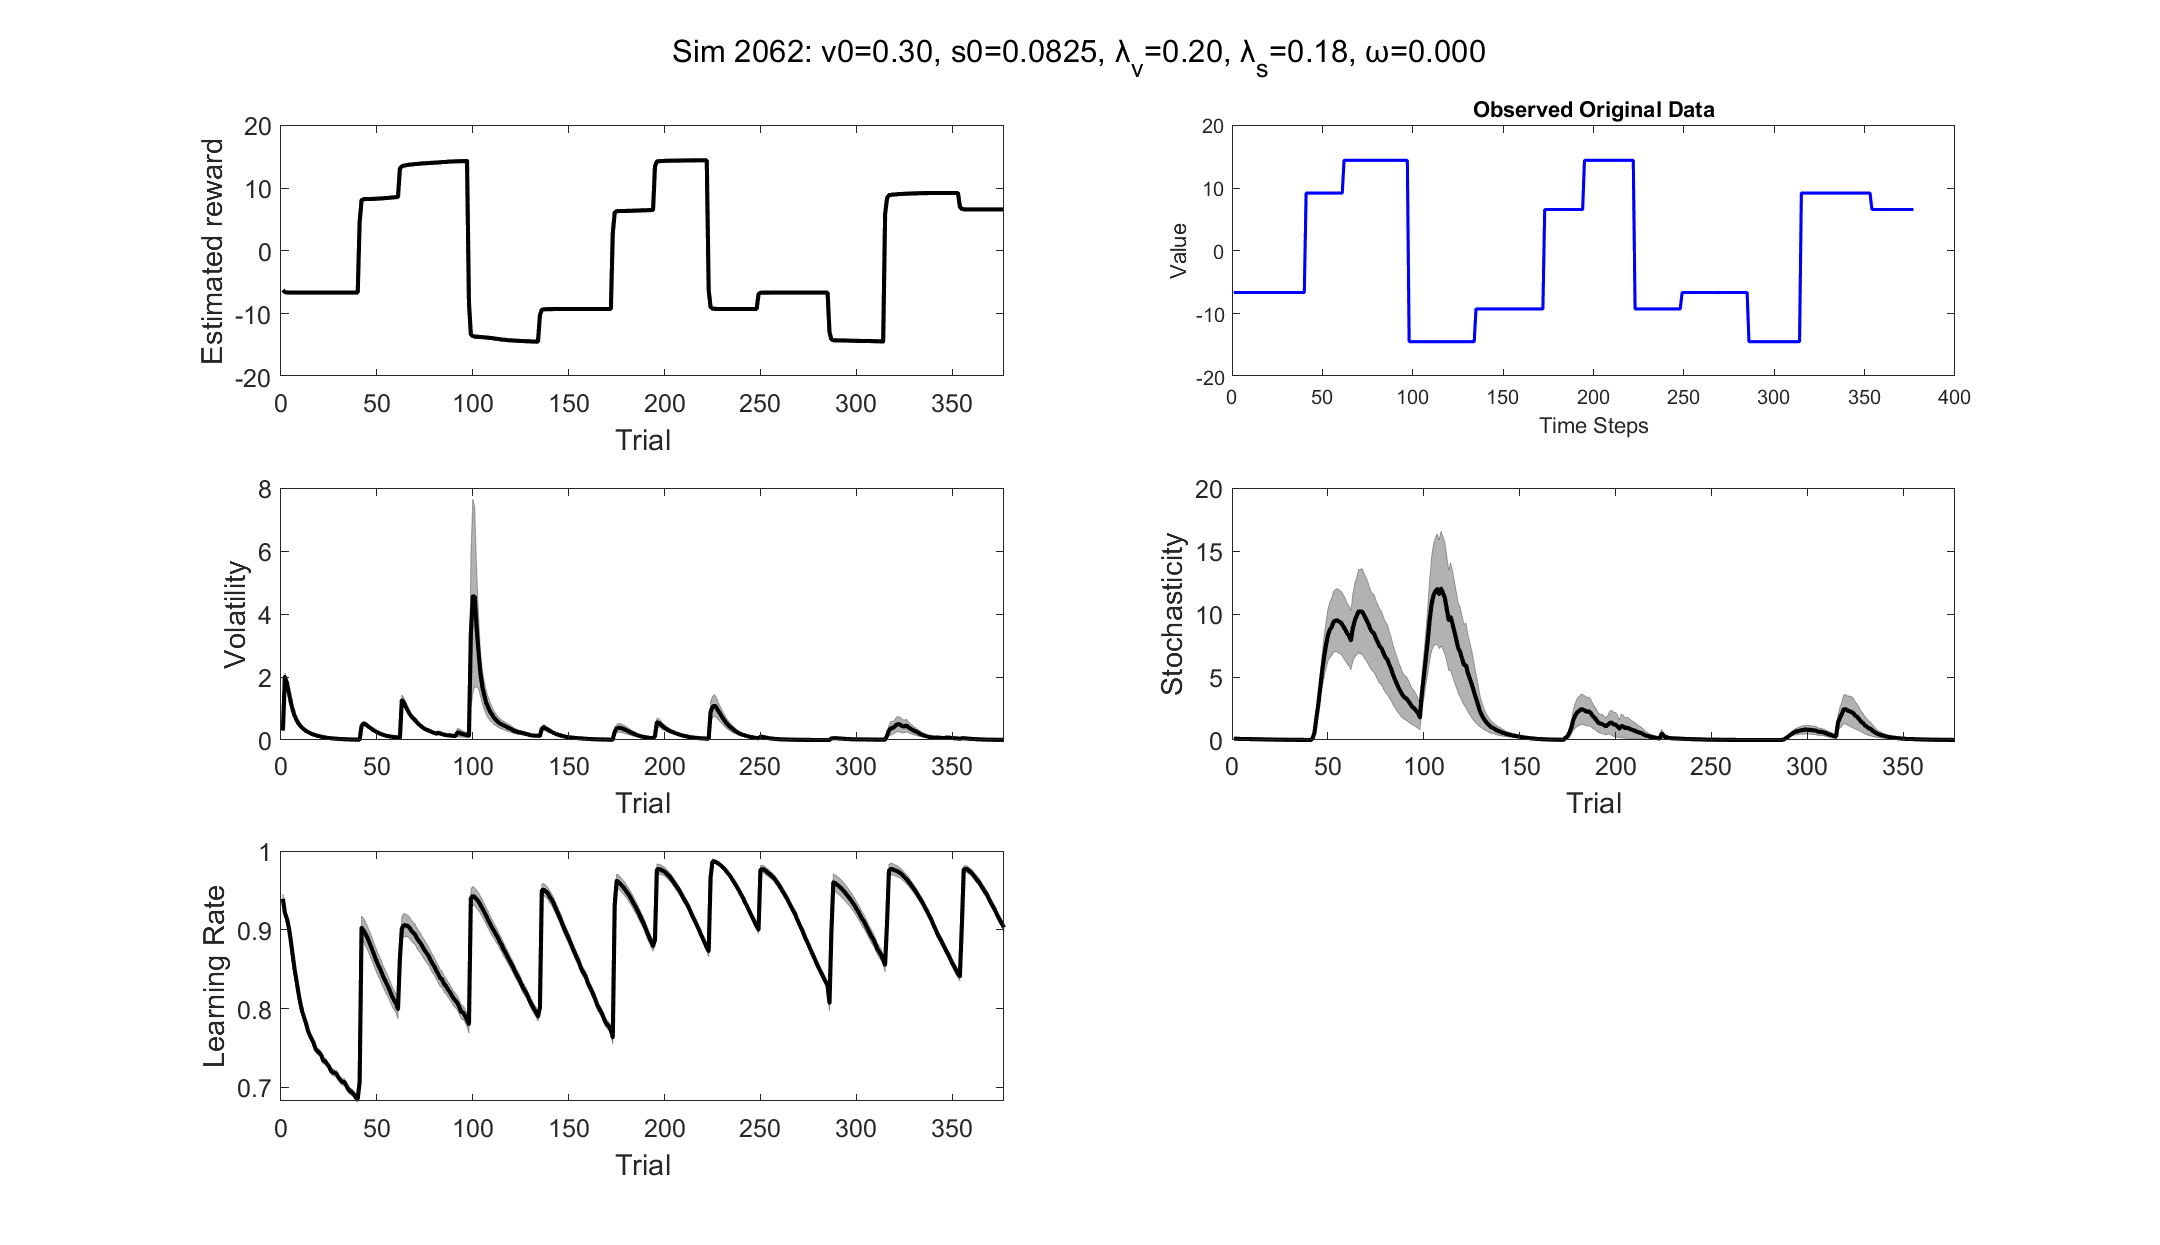 Sim 2062: v0=0.30, s0=0.0825, λv=0.20, λs=0.18, ω=0.000
20
10
0
-10
-20
Estimated reward
0 50 100 150 200 250 300 350
Trial
Observed Original Data
20
10
0
-10
-20
Value
0 50 100 150 200 250 300 350 400
Time Steps
8
6
4
2
0
Volatility
0 50 100 150 200 250 300 350
Trial
20
15
10
5
0
Stochasticity
0 50 100 150 200 250 300 350
Trial
1
0.9
0.8
0.7
Learning Rate
0 50 100 150 200 250 300 350
Trial